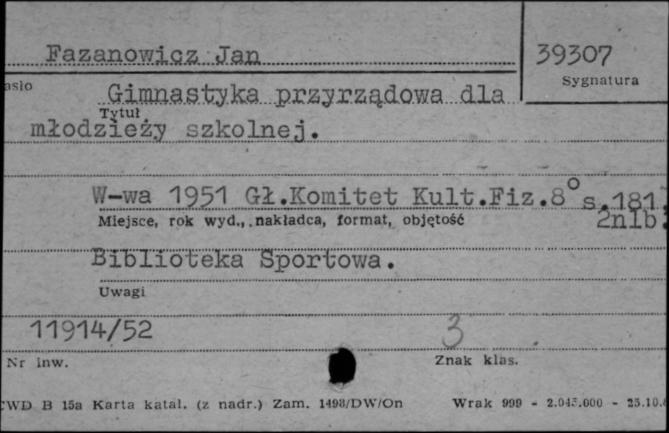 Fazanowicz Jan
39307
asło
Sygnatura
Gimnastyka przyrządowa dla
Tytuł
młodzieży szkolnej.
W-wa 1951 Gł.Komitet Kult.Fiz.8° s.181.
Miejsce, rok wyd., nakładca, format, objętość
2nlb.
Biblioteka Sportowa.
Uwagi
11914/52
3
Nr inw.
Znak klas.
CWD B 15a Karta katal. (z nadr.) Zam. 1498/DW/On Wrak 999 - 2.045.000 - 25.10.